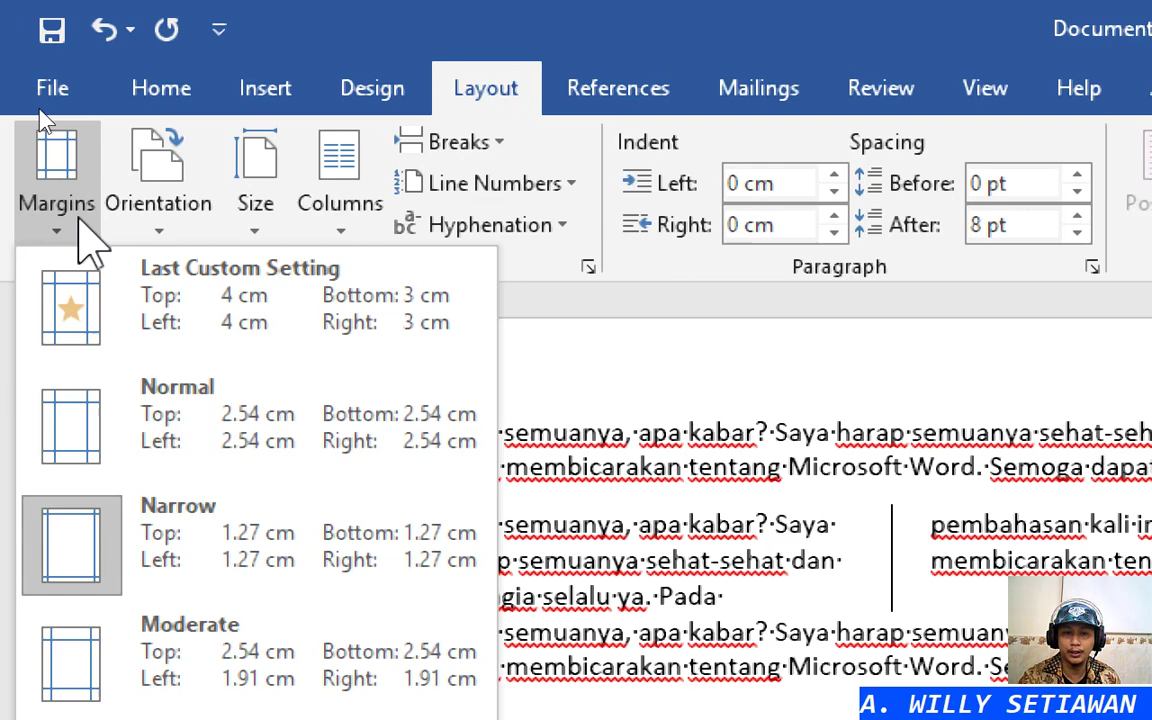 Document
File Home Insert Design Layout References Mailings Review View Help
Margins Orientation Size Columns
Breaks
Line Numbers
Hyphenation
Indent
Left: 0 cm
Right: 0 cm
Spacing
Before: 0 pt
After: 8 pt
Paragraph
Last Custom Setting
Top: 4 cm Bottom: 3 cm
Left: 4 cm Right: 3 cm
Normal
Top: 2.54 cm Bottom: 2.54 cm
Left: 2.54 cm Right: 2.54 cm
Narrow
Top: 1.27 cm Bottom: 1.27 cm
Left: 1.27 cm Right: 1.27 cm
Moderate
Top: 2.54 cm Bottom: 2.54 cm
Left: 1.91 cm Right: 1.91 cm
semuanya, apa kabar? Saya harap semuanya sehat-seh
membicarakan tentang Microsoft Word. Semoga dapat
semuanya, apa kabar? Saya
semuanya sehat-sehat dan
selalu ya. Pada
pembahasan kali in
membicarakan ten
semuanya, apa kabar? Saya harap semuany
membicarakan tentang Microsoft Word. Se
A. WILLY SETIAWAN